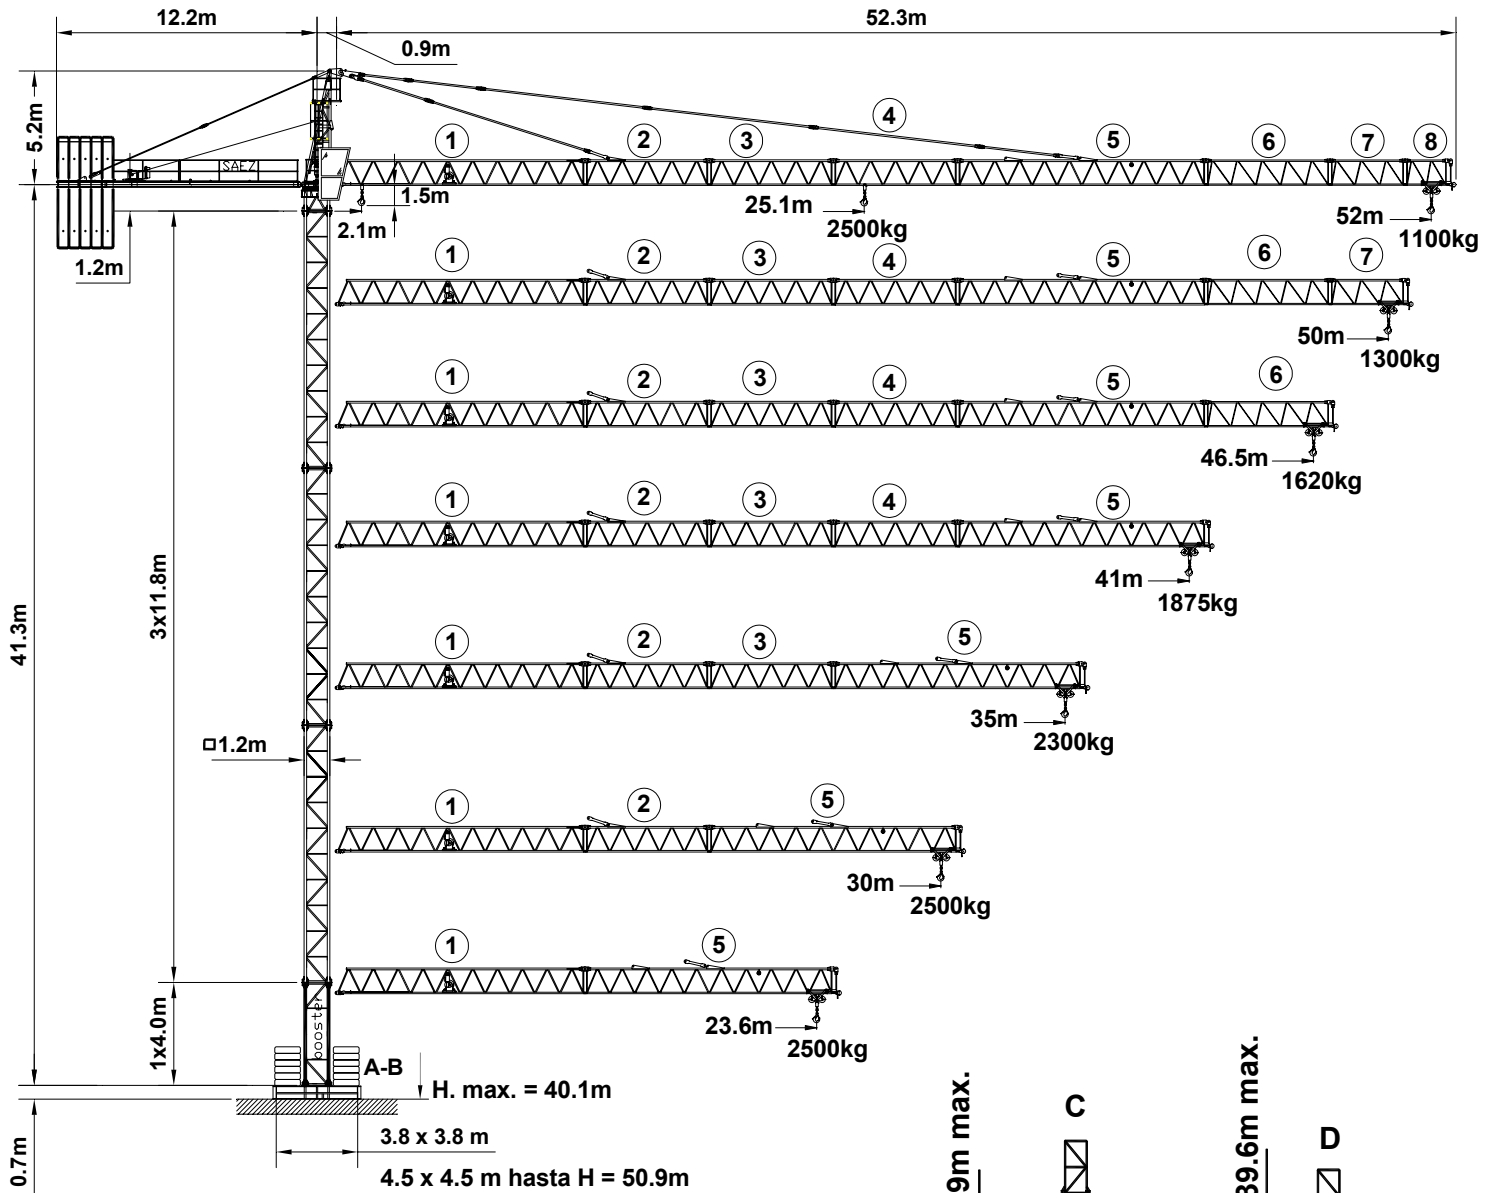 12.2m
52.3m
0.9m
5.2m
SAEZ
1 2 3 4 5 6 7 8
1.5m
2.1m
25.1m
2500kg
52m
1100kg
1.2m
1 2 3 4 5 6 7
50m
1300kg
1 2 3 4 5 6
46.5m
1620kg
1 2 3 4 5
41m
1875kg
3x11.8m
41.3m
1 2 3 5
35m
2300kg
1.2m
1 2 5
30m
2500kg
1 5
23.6m
2500kg
booster
1x4.0m
A-B
H. max. = 40.1m
0.7m
3.8 x 3.8 m
4.5 x 4.5 m hasta H = 50.9m
9m max.
C
39.6m max.
D